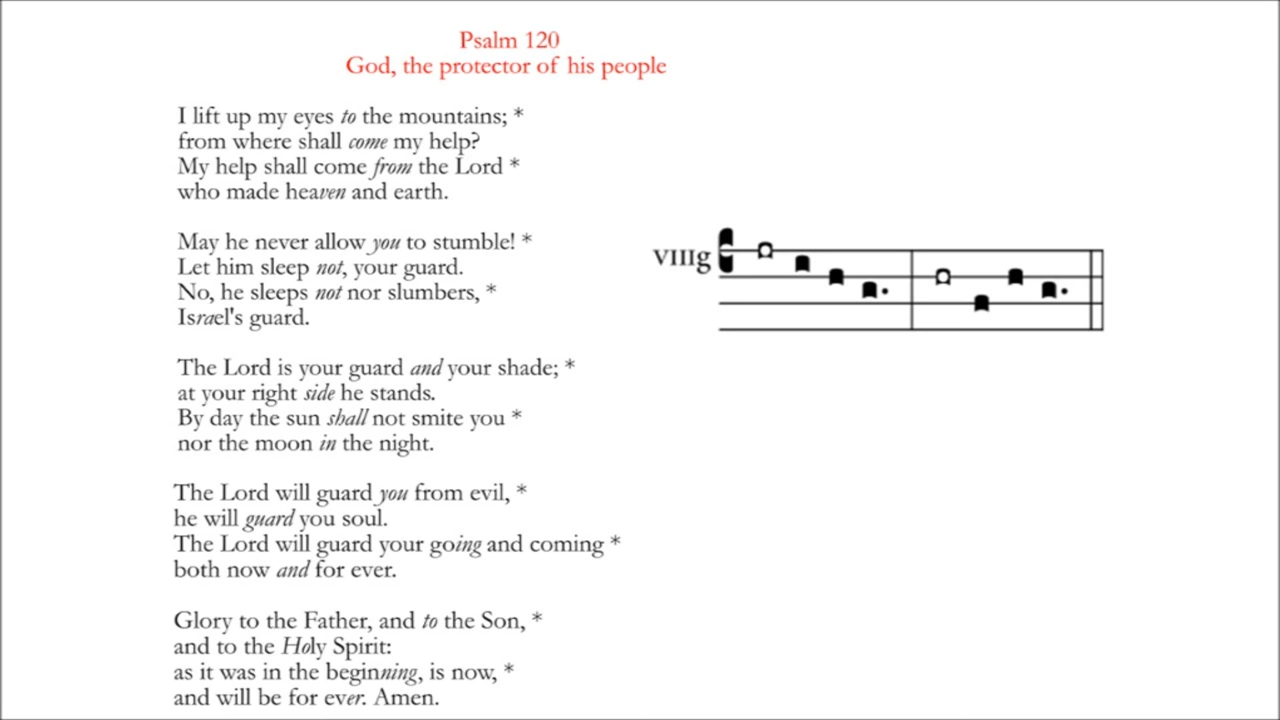 Psalm 120
God, the protector of his people
I lift up my eyes to the mountains; *
from where shall come my help?
My help shall come from the Lord *
who made heaven and earth.
May he never allow you to stumble! *
Let him sleep not, your guard.
No, he sleeps not nor slumbers, *
Israel's guard.
The Lord is your guard and your shade; *
at your right side he stands.
By day the sun shall not smite you *
nor the moon in the night.
The Lord will guard you from evil, *
he will guard you soul.
The Lord will guard your going and coming *
both now and for ever.
Glory to the Father, and to the Son, *
and to the Holy Spirit:
as it was in the beginning, is now, *
and will be for ever. Amen.
VIIIg